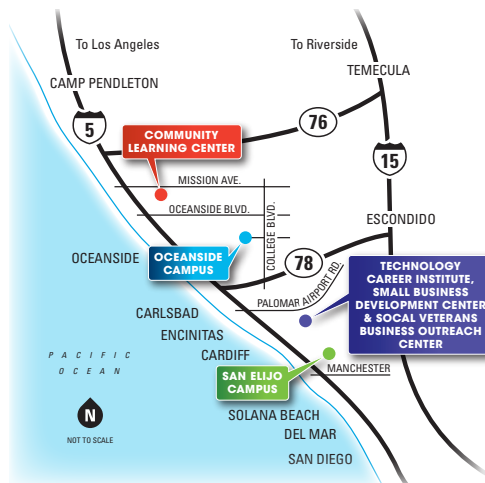 To Los Angeles
To Riverside
TEMECULA
CAMP PENDLETON
5
76
COMMUNITY
LEARNING CENTER
15
MISSION AVE.
OCEANSIDE BLVD.
COLLEGE BLVD.
ESCONDIDO
OCEANSIDE
OCEANSIDE
CAMPUS
78
PALOMAR AIRPORT RD.
TECHNOLOGY
CAREER INSTITUTE,
SMALL BUSINESS
DEVELOPMENT CENTER
& SOCAL VETERANS
BUSINESS OUTREACH
CENTER
CARLSBAD
ENCINITAS
CARDIFF
PACIFIC
OCEAN
SAN ELIJO
CAMPUS
MANCHESTER
N
NOT TO SCALE
SOLANA BEACH
DEL MAR
SAN DIEGO